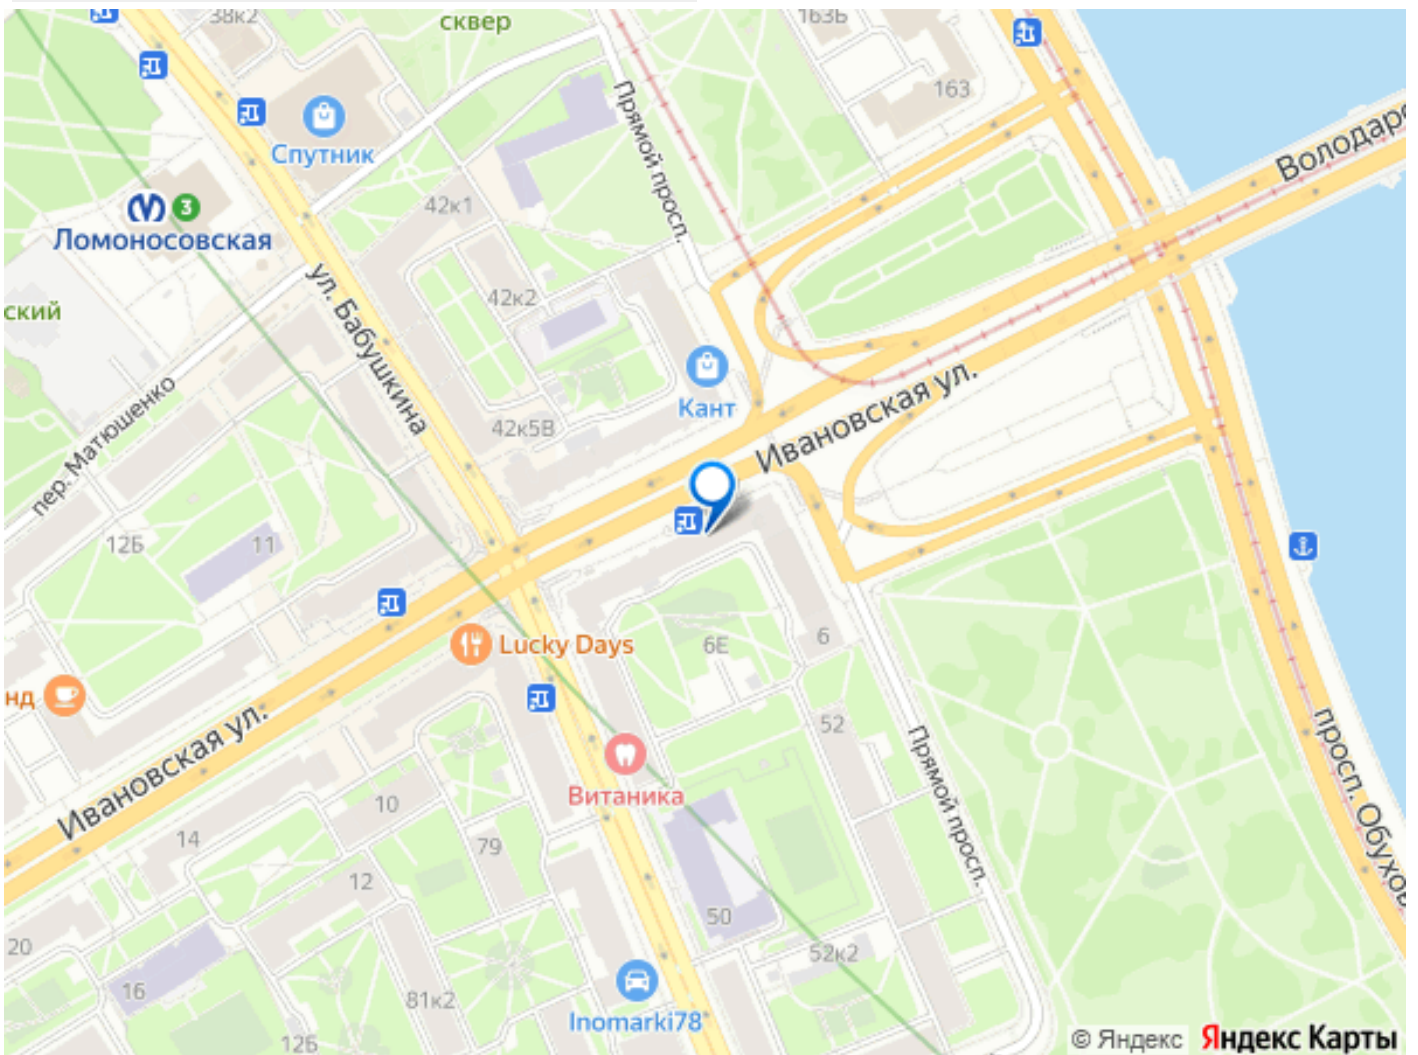 38к2
сквер
163Б
163
Володарс
Прямой просп.
Спутник
42к1
3
Ломоносовская
ул. Бабушкина
42к2
ский
Кант
Ивановская ул.
пер. Матюшенко
42к5В
12Б
11
Lucky Days
6Е
6
нд
52
Ивановская ул.
Витаника
Прямой просп.
просп. Обухов
10
14
79
12
50
20
52к2
16
81к2
Inomarki78
12Б
© Яндекс Яндекс Карты